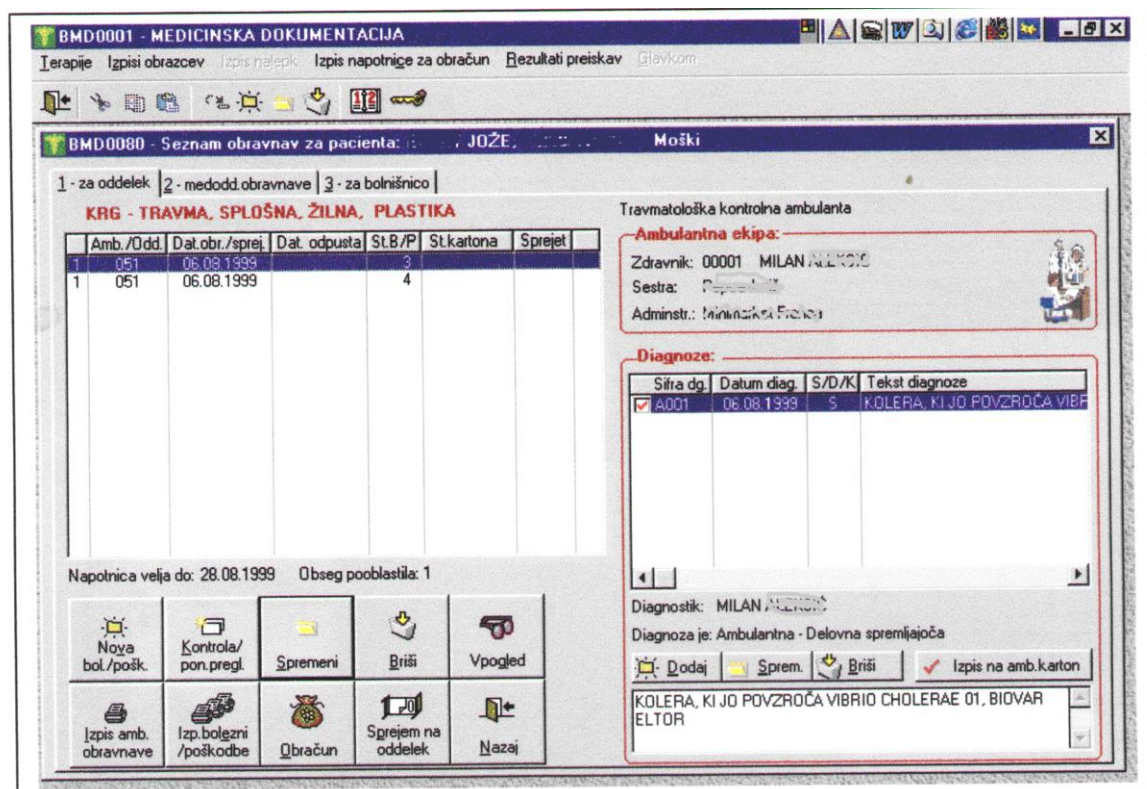 BMD0001 - MEDICINSKA DOKUMENTACIJA
Terapije Izpisi obrazcev Izpis nalepk Izpis napotnice za obračun Rezultati preiskav Glavkom
BMD0080 - Seznam obravnav za pacienta: JOŽE, Moški
1 - za oddelek 2 - medodd.obravnave 3 - za bolnišnico
KRG - TRAVMA, SPLOŠNA, ŽILNA, PLASTIKA
Amb./Odd. Dat.obr./sprej. Dat. odpusta St.B/P St.kartona Sprejet
1 051 06.08.1999 3
1 051 06.08.1999 4
Napotnica velja do: 28.08.1999 Obseg pooblastila: 1
Nova bol./pošk.
Kontrola/ pon.pregl.
Spremeni
Briši
Vpogled
Izpis amb. obravnave
Izp.bolezni /poškodbe
Obračun
Sprejem na oddelek
Nazaj
Travmatološka kontrolna ambulanta
Ambulantna ekipa:
Zdravnik: 00001 MILAN
Sestra:
Adminstr.:
Diagnoze:
Sifra dg. Datum diag. S/D/K Tekst diagnoze
A001 06.08.1999 S KOLERA, KI JO POVZROČA VIBR
Diagnostik: MILAN
Diagnoza je: Ambulantna - Delovna spremljajoča
Dodaj Sprem. Briši Izpis na amb.karton
KOLERA, KI JO POVZROČA VIBRIO CHOLERAE 01, BIOVAR
ELTOR